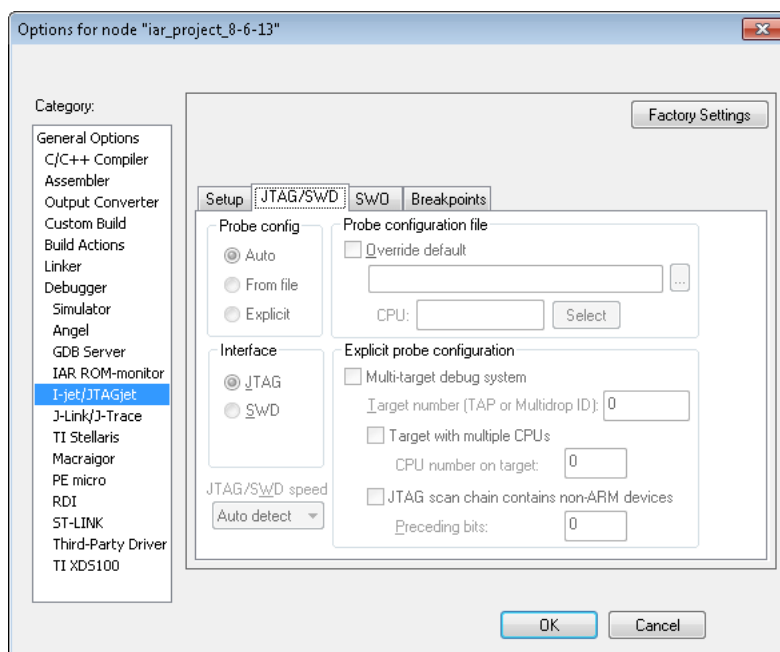 Options for node "iar_project_8-6-13"
Category:
General Options
C/C++ Compiler
Assembler
Output Converter
Custom Build
Build Actions
Linker
Debugger
Simulator
Angel
GDB Server
IAR ROM-monitor
I-jet/JTAGjet
J-Link/J-Trace
TI Stellaris
Macraigor
PE micro
RDI
ST-LINK
Third-Party Driver
TI XDS100
Factory Settings
Setup JTAG/SWD SWO Breakpoints
Probe config
Auto
From file
Explicit
Probe configuration file
Override default
...
CPU: Select
Interface
JTAG
SWD
JTAG/SWD speed
Auto detect
Explicit probe configuration
Multi-target debug system
Target number (TAP or Multidrop ID): 0
Target with multiple CPUs
CPU number on target: 0
JTAG scan chain contains non-ARM devices
Preceding bits: 0
OK Cancel